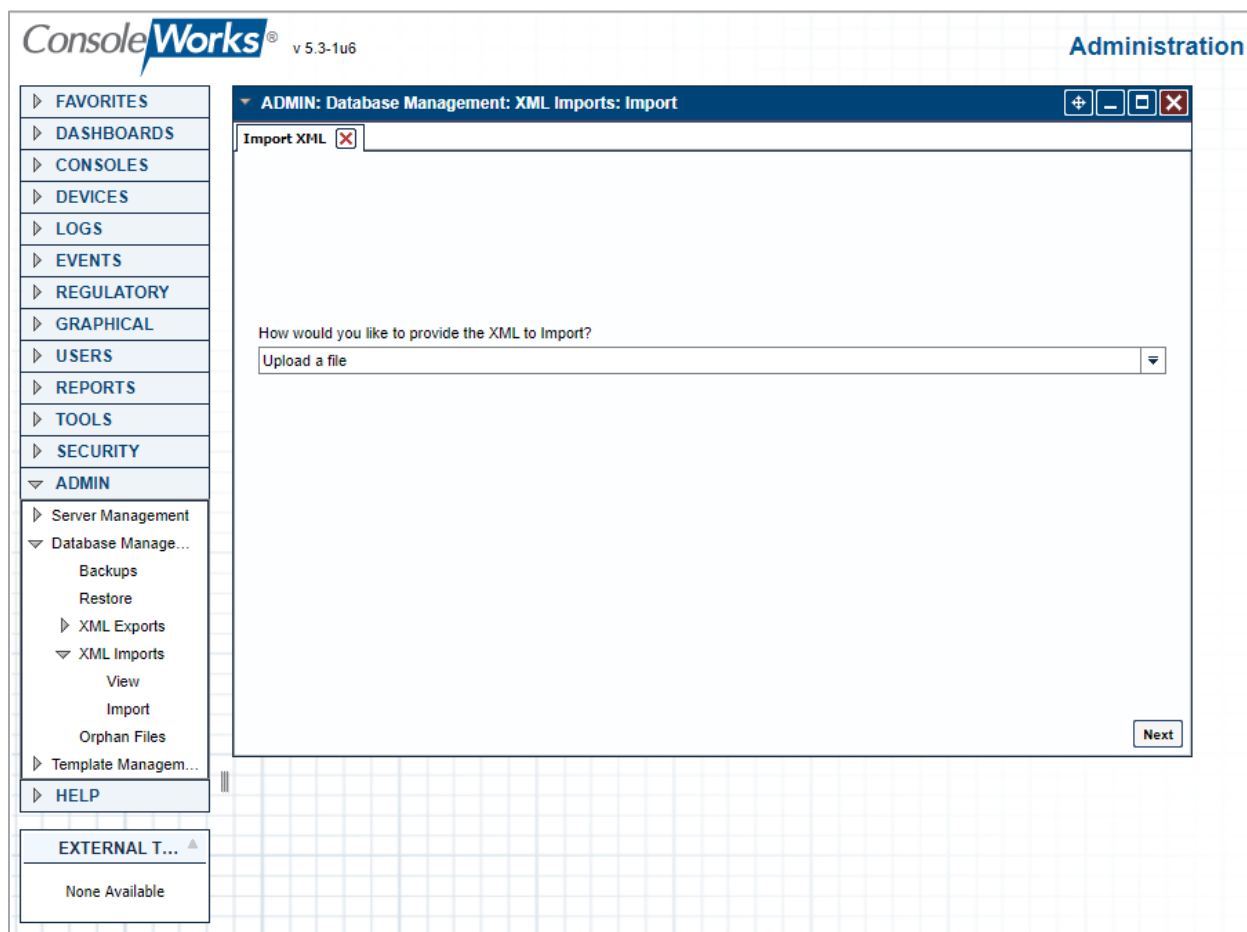 ConsoleWorks® v 5.3-1u6
Administration
FAVORITES
DASHBOARDS
CONSOLES
DEVICES
LOGS
EVENTS
REGULATORY
GRAPHICAL
USERS
REPORTS
TOOLS
SECURITY
ADMIN
Server Management
Database Manage...
Backups
Restore
XML Exports
XML Imports
View
Import
Orphan Files
Template Managem...
HELP
EXTERNAL T...
None Available
ADMIN: Database Management: XML Imports: Import
Import XML
How would you like to provide the XML to Import?
Upload a file
Next